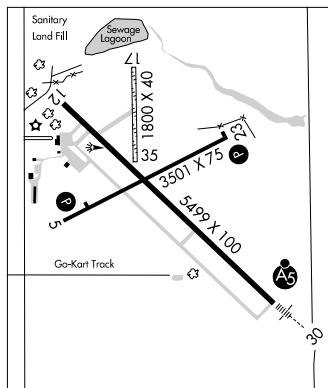 Sanitary
Land Fill
Sewage
Lagoon
17
12
1800 X 40
35
23
3501 X 75
P
P
5
5499 X 100
Go-Kart Track
A5
30